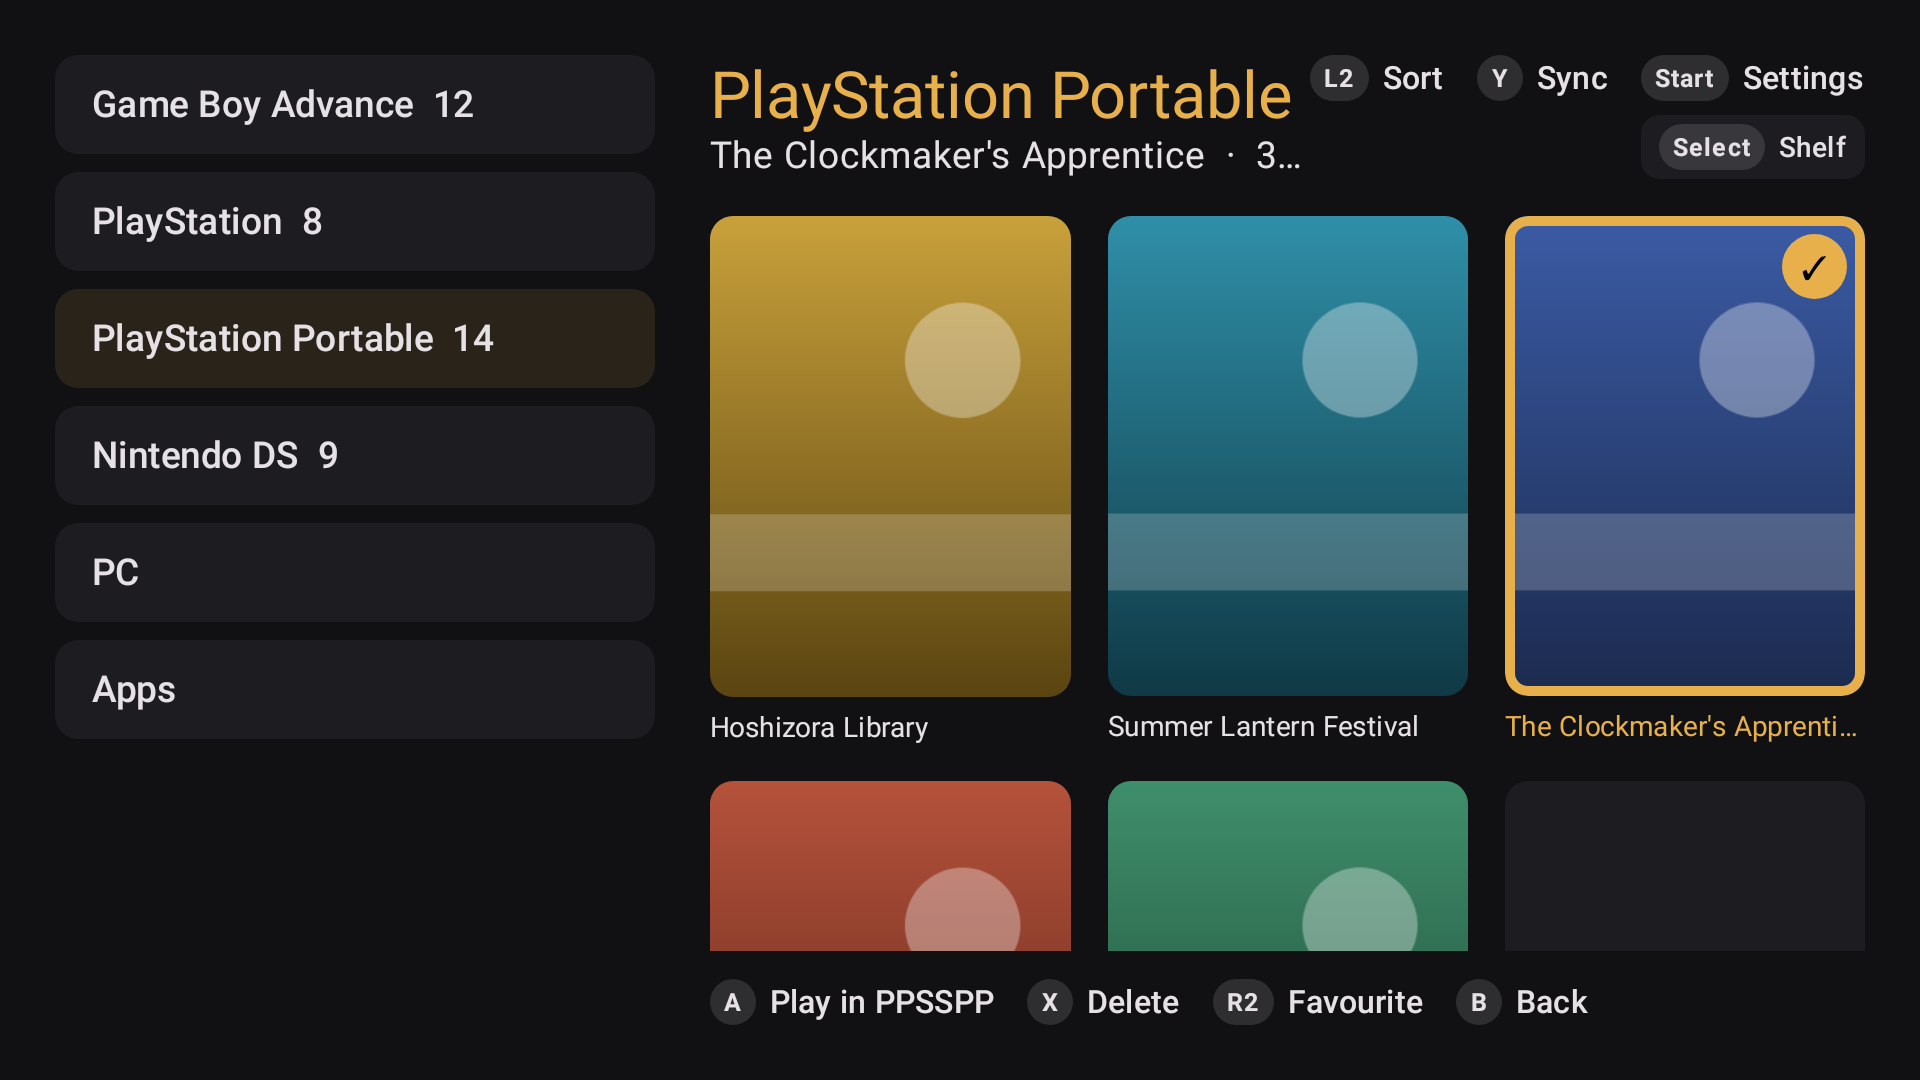 Game Boy Advance 12
PlayStation 8
PlayStation Portable 14
Nintendo DS 9
PC
Apps
PlayStation Portable
The Clockmaker's Apprentice · 3…
L2 Sort Y Sync Start Settings
Select Shelf
✓
Hoshizora Library
Summer Lantern Festival
The Clockmaker's Apprenti…
A Play in PPSSPP X Delete R2 Favourite B Back